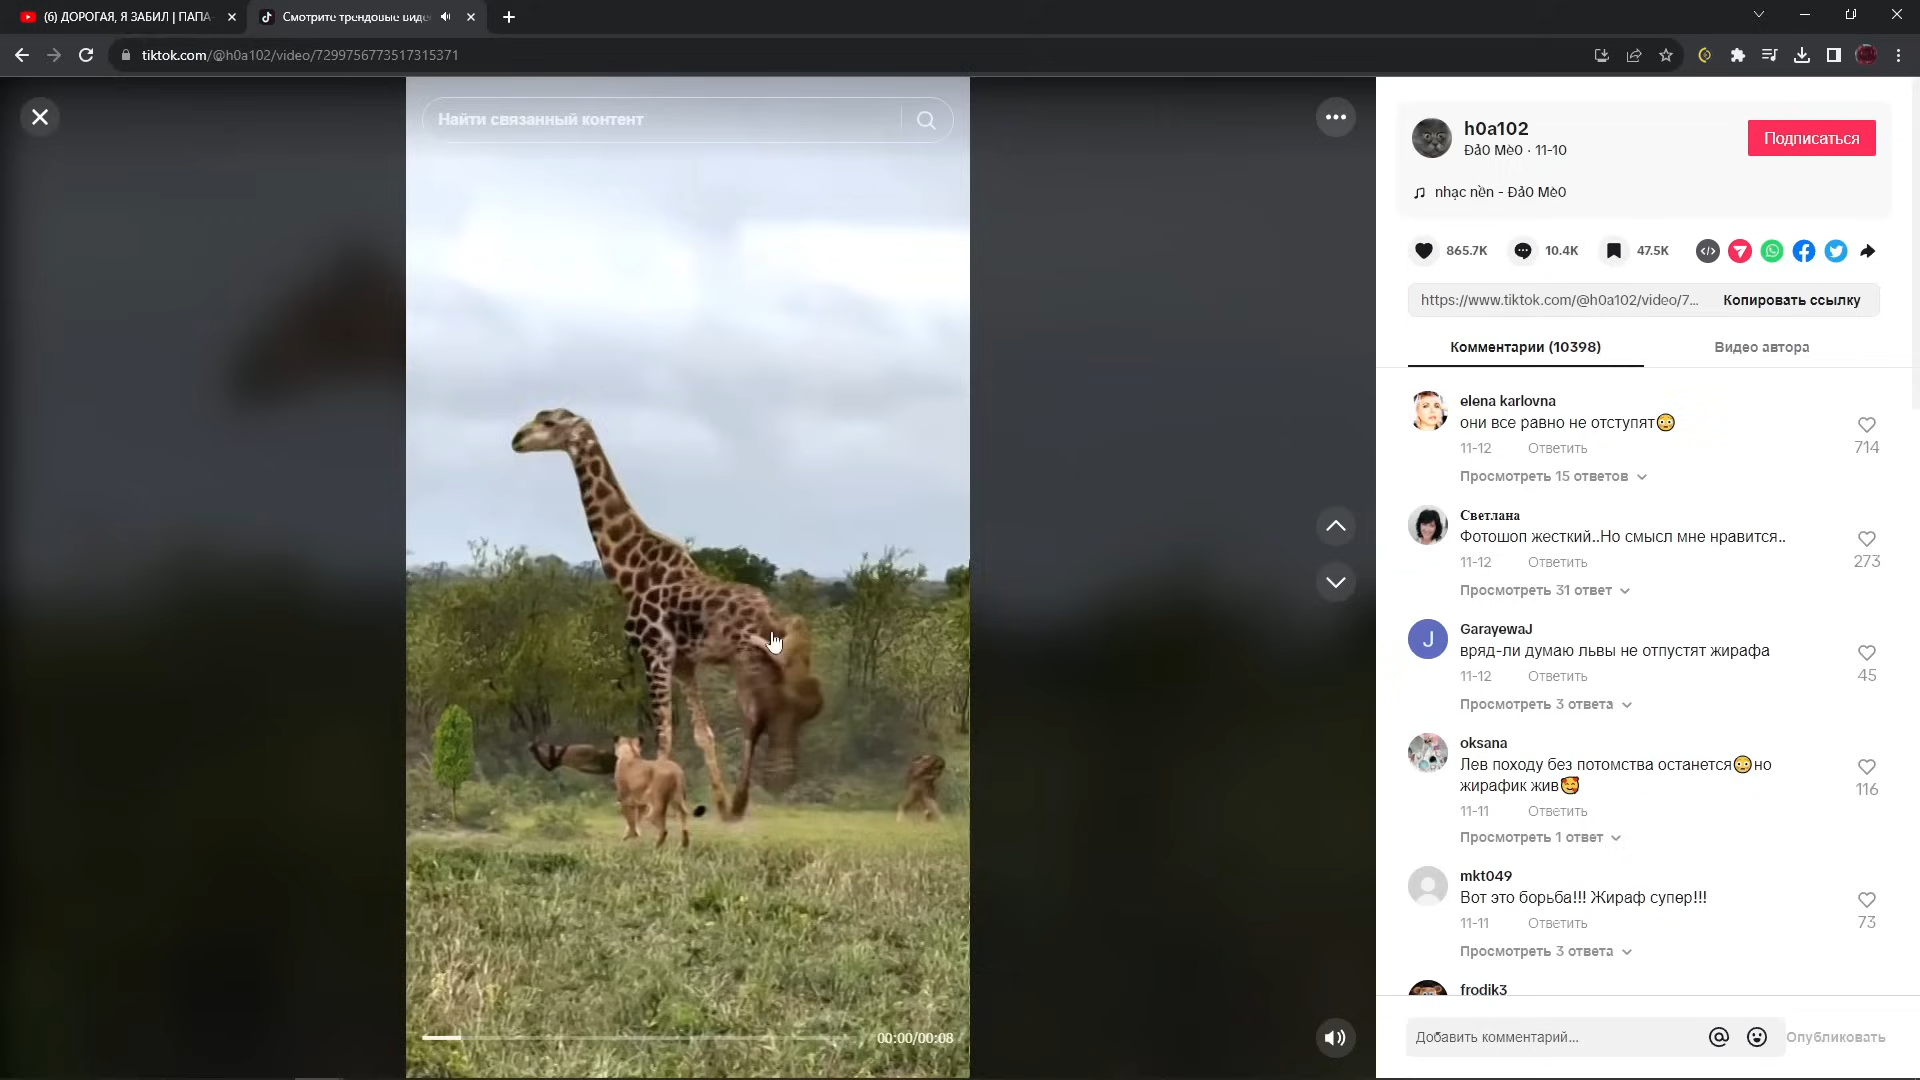 (6) ДОРОГАЯ, Я ЗАБИЛ | ПАПА
Смотрите трендовые виде
tiktok.com/@h0a102/video/7299756773517315371
Найти связанный контент
h0a102
Đả0 Mè0 · 11-10
Подписаться
nhạc nền - Đả0 Mè0
865.7K
10.4K
47.5K
https://www.tiktok.com/@h0a102/video/7...
Копировать ссылку
Комментарии (10398)
Видео автора
elena karlovna
они все равно не отступят😳
714
11-12 Ответить
Просмотреть 15 ответов
Светлана
Фотошоп жесткий..Но смысл мне нравится..
273
11-12 Ответить
Просмотреть 31 ответ
J
GarayewaJ
вряд-ли думаю львы не отпустят жирафа
45
11-12 Ответить
Просмотреть 3 ответа
oksana
Лев походу без потомства останется😳но
жирафик жив🥰
116
11-11 Ответить
Просмотреть 1 ответ
mkt049
Вот это борьба!!! Жираф супер!!!
73
11-11 Ответить
Просмотреть 3 ответа
frodik3
00:00/00:08
Добавить комментарий...
Опубликовать